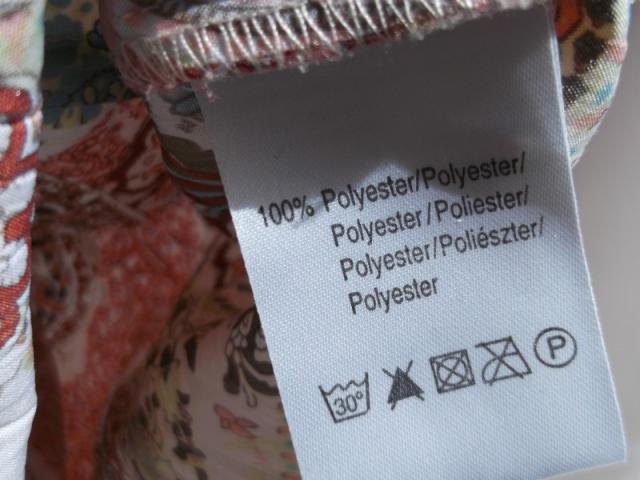 100% Polyester/Polyester/
Polyester/Poliester/
Polyester/Poliészter/
Polyester
30° P